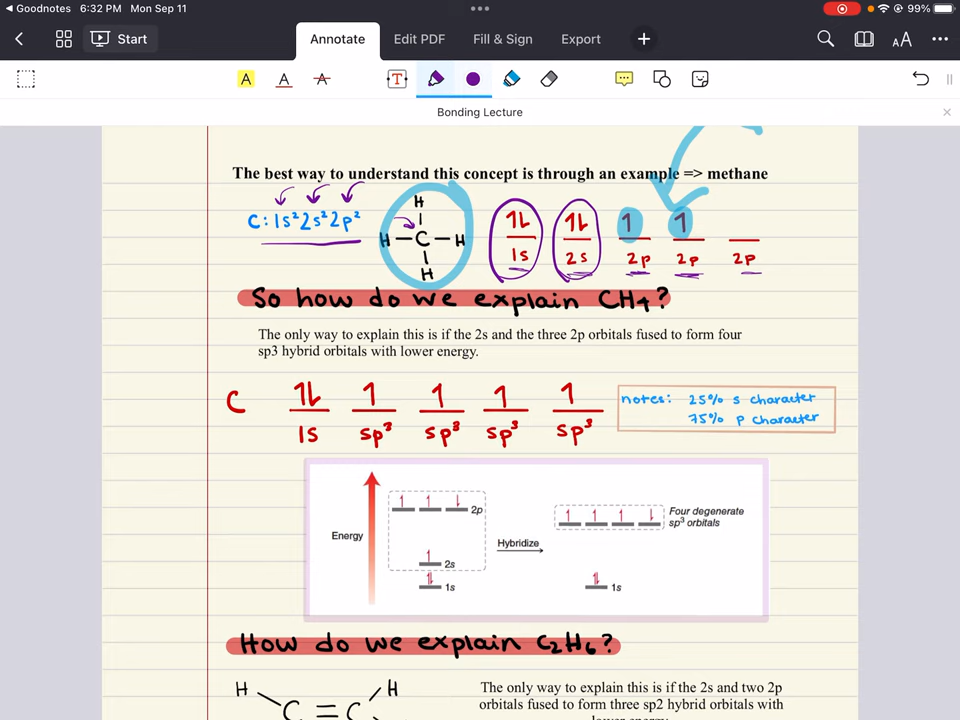 Goodnotes 6:32 PM Mon Sep 11 99%
Start Annotate Edit PDF Fill & Sign Export
Bonding Lecture
The best way to understand this concept is through an example => methane
C: 1s² 2s² 2p²
H
H C H
H
1s 2s 2p 2p 2p
So how do we explain CH4?
The only way to explain this is if the 2s and the three 2p orbitals fused to form four
sp3 hybrid orbitals with lower energy.
C
1s sp³ sp³ sp³ sp³
notes: 25% s character
75% p character
Energy
2p
2s
1s
Hybridize
Four degenerate
sp³ orbitals
1s
How do we explain C2H6?
H H
C = C
The only way to explain this is if the 2s and two 2p
orbitals fused to form three sp2 hybrid orbitals with
lower energy.